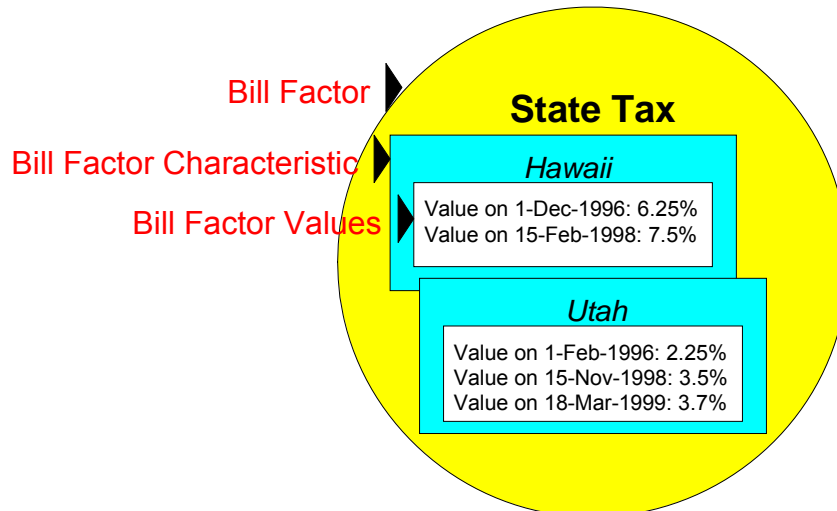 Bill Factor
State Tax
Bill Factor Characteristic
Hawaii
Bill Factor Values
Value on 1-Dec-1996: 6.25%
Value on 15-Feb-1998: 7.5%
Utah
Value on 1-Feb-1996: 2.25%
Value on 15-Nov-1998: 3.5%
Value on 18-Mar-1999: 3.7%